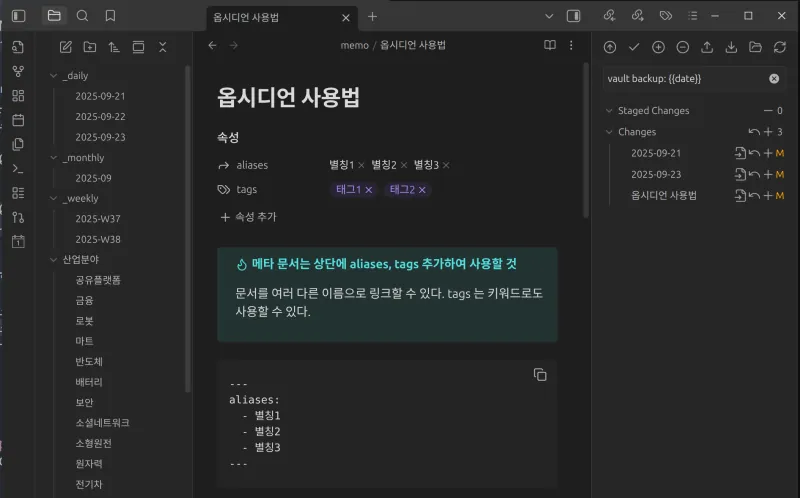 옵시디언 사용법
_daily
2025-09-21
2025-09-22
2025-09-23
_monthly
2025-09
_weekly
2025-W37
2025-W38
산업분야
공유플랫폼
금융
로봇
마트
반도체
배터리
보안
소셜네트워크
소형원전
원자력
전기차
memo / 옵시디언 사용법
옵시디언 사용법
속성
aliases 별칭1 별칭2 별칭3
tags 태그1 태그2
속성 추가
메타 문서는 상단에 aliases, tags 추가하여 사용할 것
문서를 여러 다른 이름으로 링크할 수 있다. tags 는 키워드로도
사용할 수 있다.
---
aliases:
- 별칭1
- 별칭2
- 별칭3
---
vault backup: {{date}}
Staged Changes 0
Changes 3
2025-09-21 M
2025-09-23 M
옵시디언 사용법 M